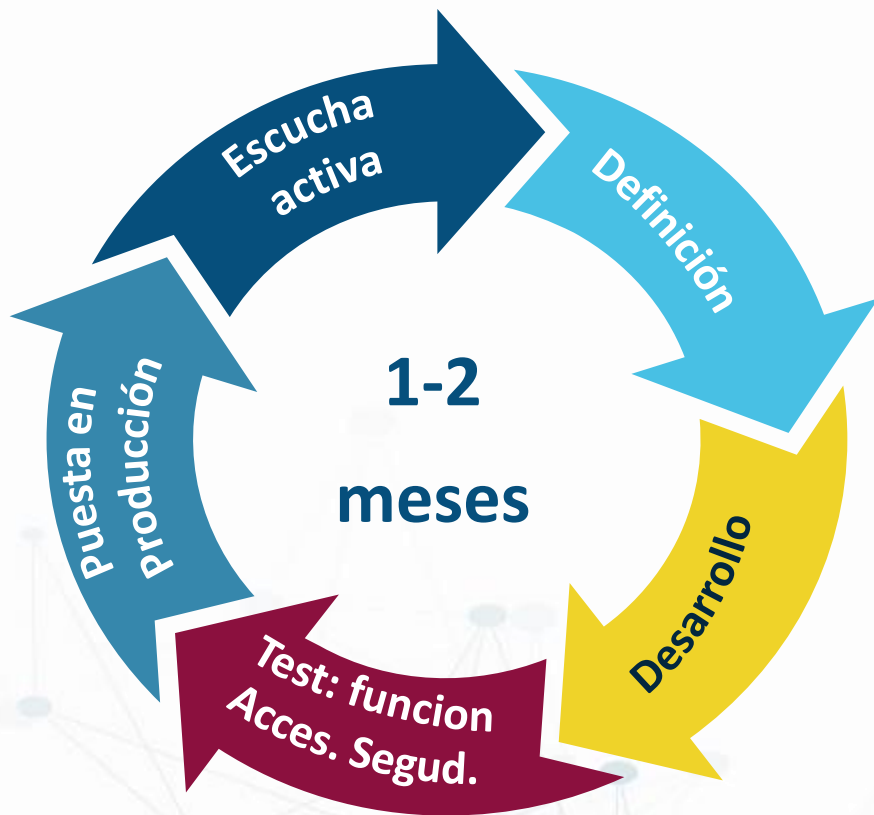 Escucha
activa
Definición
Desarrollo
Test: funcion
Acces. Segud.
Puesta en
Producción
1-2
meses